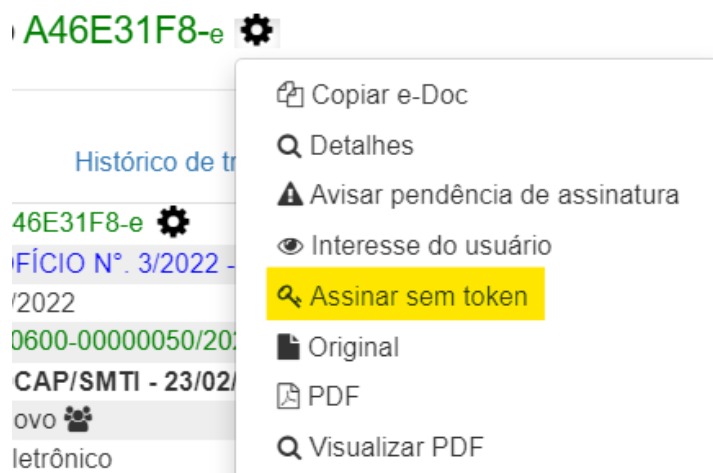 A46E31F8-e
Copiar e-Doc
Detalhes
Histórico de tr
Avisar pendência de assinatura
46E31F8-e
Interesse do usuário
FÍCIO N°. 3/2022 -
Assinar sem token
/2022
0600-00000050/202
Original
CAP/SMTI - 23/02/
PDF
ovo
Visualizar PDF
letrônico